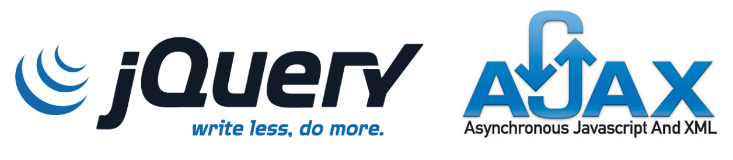 jQuery
write less, do more.
AJAX
Asynchronous Javascript And XML